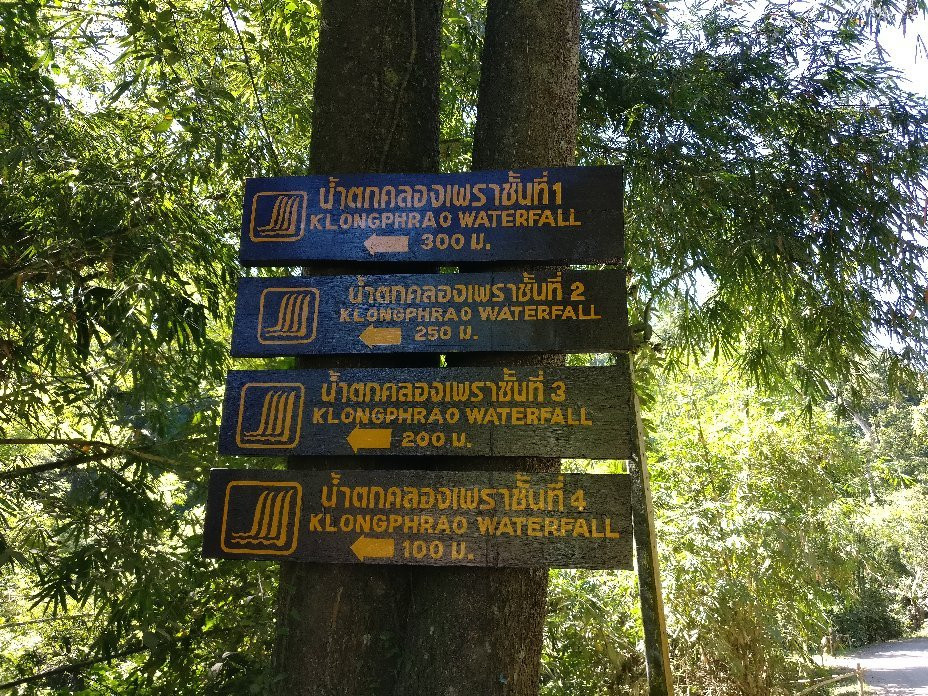 น้ำตกคลองเพราชั้นที่1
KLONGPHRAO WATERFALL
300 ม.
น้ำตกคลองเพราชั้นที่ 2
KLONGPHRAO WATERFALL
250 ม.
น้ำตกคลองเพราชั้นที่ 3
KLONGPHRAO WATERFALL
200 ม.
น้ำตกคลองเพราชั้นที่ 4
KLONGPHRAO WATERFALL
100 ม.